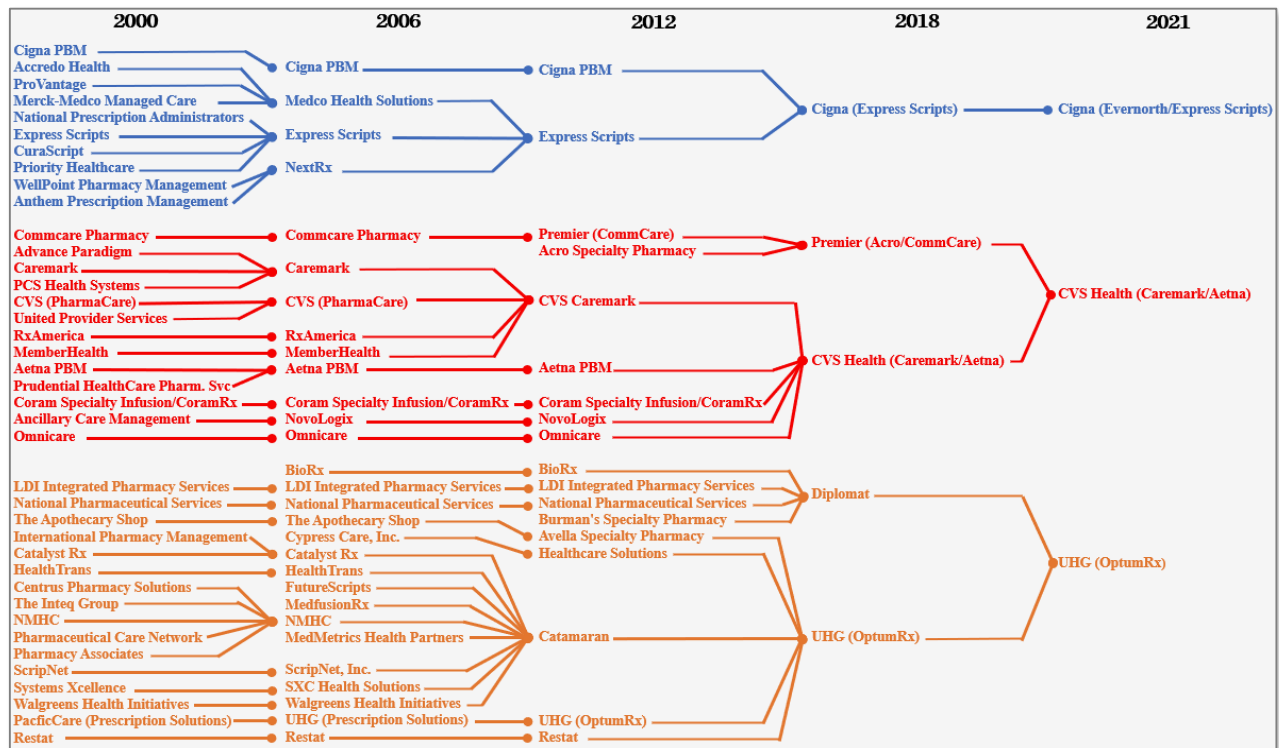 2000 2006 2012 2018 2021
Cigna PBM
Accredo Health
ProVantage
Merck-Medco Managed Care
National Prescription Administrators
Express Scripts
CuraScript
Priority Healthcare
WellPoint Pharmacy Management
Anthem Prescription Management
Cigna PBM
Medco Health Solutions
Express Scripts
NextRx
Cigna PBM
Express Scripts
Cigna (Express Scripts)
Cigna (Evernorth/Express Scripts)
Commcare Pharmacy
Advance Paradigm
Caremark
PCS Health Systems
CVS (PharmaCare)
United Provider Services
RxAmerica
MemberHealth
Aetna PBM
Prudential HealthCare Pharm. Svc
Coram Specialty Infusion/CoramRx
Ancillary Care Management
Omnicare
Commcare Pharmacy
Caremark
CVS (PharmaCare)
RxAmerica
MemberHealth
Aetna PBM
Coram Specialty Infusion/CoramRx
NovoLogix
Omnicare
Premier (CommCare)
Acro Specialty Pharmacy
CVS Caremark
Aetna PBM
Coram Specialty Infusion/CoramRx
NovoLogix
Omnicare
Premier (Acro/CommCare)
CVS Health (Caremark/Aetna)
CVS Health (Caremark/Aetna)
LDI Integrated Pharmacy Services
National Pharmaceutical Services
The Apothecary Shop
International Pharmacy Management
Catalyst Rx
HealthTrans
Centrus Pharmacy Solutions
The Inteq Group
NMHC
Pharmaceutical Care Network
Pharmacy Associates
ScripNet
Systems Xcellence
Walgreens Health Initiatives
PacficCare (Prescription Solutions)
Restat
BioRx
LDI Integrated Pharmacy Services
National Pharmaceutical Services
The Apothecary Shop
Cypress Care, Inc.
Catalyst Rx
HealthTrans
FutureScripts
MedfusionRx
NMHC
MedMetrics Health Partners
ScripNet, Inc.
SXC Health Solutions
Walgreens Health Initiatives
UHG (Prescription Solutions)
Restat
BioRx
LDI Integrated Pharmacy Services
National Pharmaceutical Services
Burman's Specialty Pharmacy
Avella Specialty Pharmacy
Healthcare Solutions
Catamaran
UHG (OptumRx)
Restat
Diplomat
UHG (OptumRx)
UHG (OptumRx)